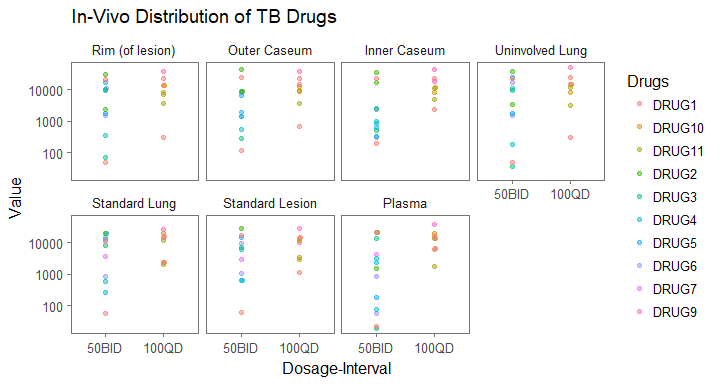 In-Vivo Distribution of TB Drugs
Rim (of lesion)
Outer Caseum
Inner Caseum
Uninvolved Lung
10000
1000
100
50BID
100QD
Standard Lung
Standard Lesion
Plasma
10000
1000
100
50BID
100QD
50BID
100QD
50BID
100QD
Value
Dosage-Interval
Drugs
DRUG1
DRUG10
DRUG11
DRUG2
DRUG3
DRUG4
DRUG5
DRUG6
DRUG7
DRUG9